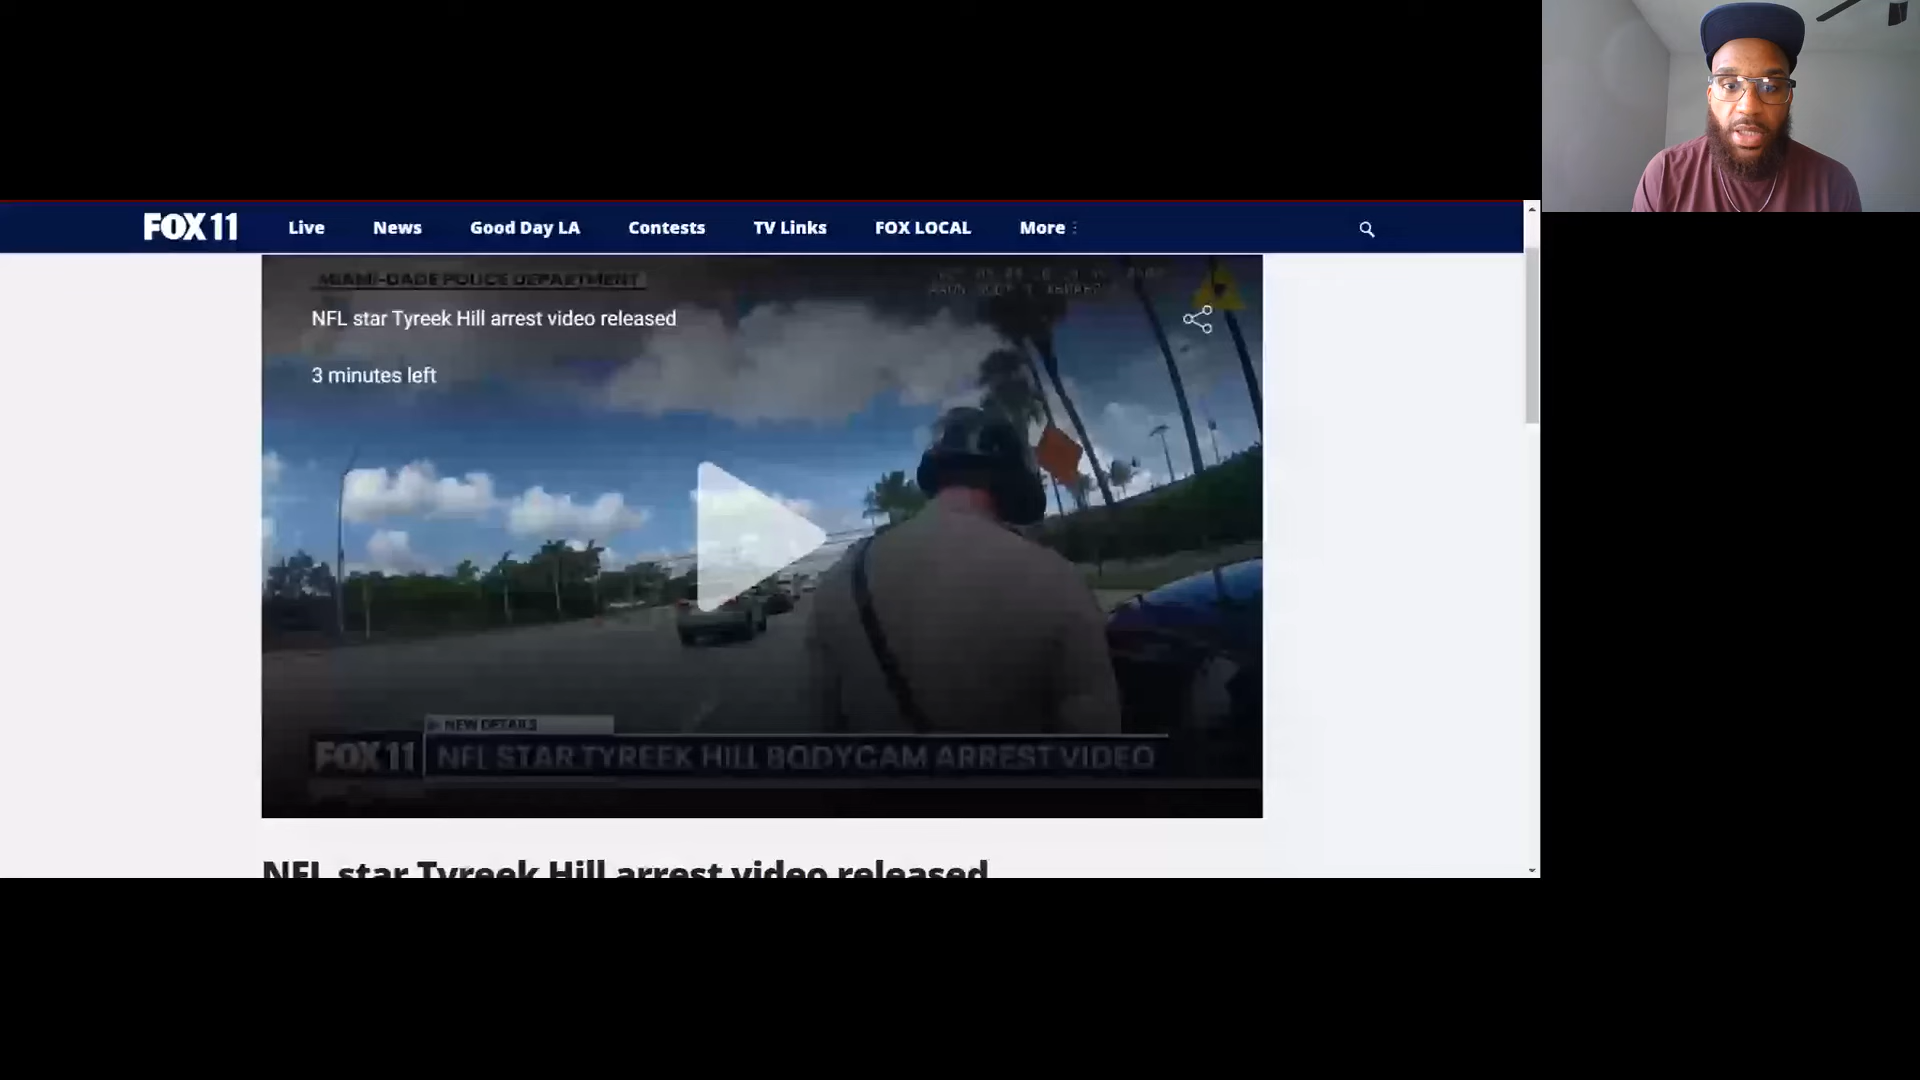 FOX 11
Live
News
Good Day LA
Contests
TV Links
FOX LOCAL
More
MIAMI-DADE POLICE DEPARTMENT
NFL star Tyreek Hill arrest video released
3 minutes left
NEW DETAILS
FOX 11
NFL STAR TYREEK HILL BODYCAM ARREST VIDEO
NFL star Tyreek Hill arrest video released